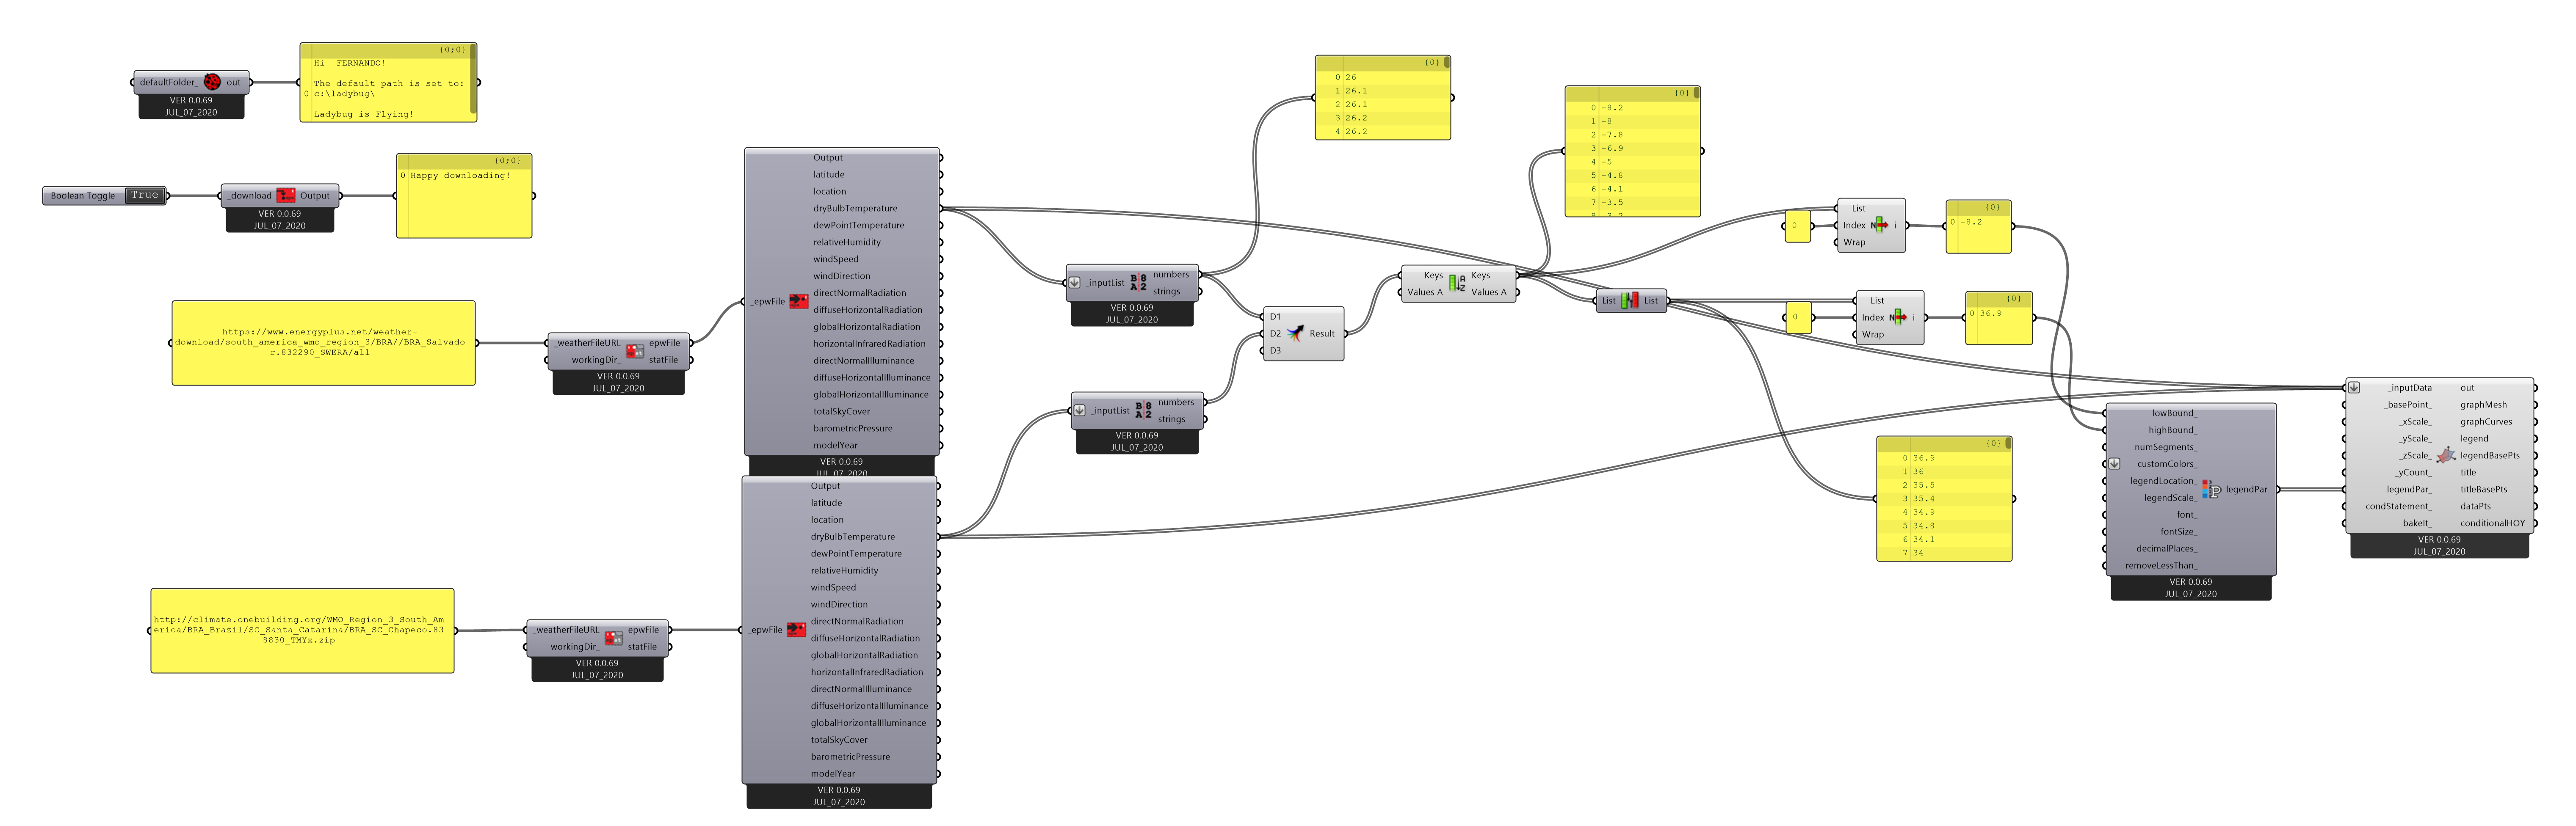 defaultFolder_ out
VER 0.0.69
JUL_07_2020
{0;0}
Hi  FERNANDO!
The default path is set to:
0 c:\ladybug\
Ladybug is Flying!
Boolean Toggle True
_download Output
VER 0.0.69
JUL_07_2020
{0;0}
0 Happy downloading!
https://www.energyplus.net/weather-
download/south_america_wmo_region_3/BRA//BRA_Salvado
r.832290_SWERA/all
_weatherFileURL epwFile
workingDir_ statFile
VER 0.0.69
JUL_07_2020
http://climate.onebuilding.org/WMO_Region_3_South_Am
erica/BRA_Brazil/SC_Santa_Catarina/BRA_SC_Chapeco.83
8830_TMYx.zip
_weatherFileURL epwFile
workingDir_ statFile
VER 0.0.69
JUL_07_2020
_epwFile
Output
latitude
location
dryBulbTemperature
dewPointTemperature
relativeHumidity
windSpeed
windDirection
directNormalRadiation
diffuseHorizontalRadiation
globalHorizontalRadiation
horizontalInfraredRadiation
directNormalIlluminance
diffuseHorizontalIlluminance
globalHorizontalIlluminance
totalSkyCover
barometricPressure
modelYear
VER 0.0.69
JUL_07_2020
_epwFile
Output
latitude
location
dryBulbTemperature
dewPointTemperature
relativeHumidity
windSpeed
windDirection
directNormalRadiation
diffuseHorizontalRadiation
globalHorizontalRadiation
horizontalInfraredRadiation
directNormalIlluminance
diffuseHorizontalIlluminance
globalHorizontalIlluminance
totalSkyCover
barometricPressure
modelYear
VER 0.0.69
JUL_07_2020
_inputList B 8 A 2 numbers
strings
VER 0.0.69
JUL_07_2020
_inputList B 8 A 2 numbers
strings
VER 0.0.69
JUL_07_2020
D1
D2 Result
D3
{0}
0 26
1 26.1
2 26.1
3 26.2
4 26.2
Keys A Z Keys
Values A Values A
{0}
0 -8.2
1 -8
2 -7.8
3 -6.9
4 -5
5 -4.8
6 -4.1
7 -3.5
8 -3.2
List List
0
List
Index N i
Wrap
{0}
0 -8.2
0
List
Index N i
Wrap
{0}
0 36.9
{0}
0 36.9
1 36
2 35.5
3 35.4
4 34.9
5 34.8
6 34.1
7 34
lowBound_
highBound_
numSegments_
customColors_
legendLocation_
legendScale_ P legendPar
font_
fontSize_
decimalPlaces_
removeLessThan_
VER 0.0.69
JUL_07_2020
_inputData out
_basePoint_ graphMesh
_xScale_ graphCurves
_yScale_ legend
_zScale_ legendBasePts
_yCount_ title
legendPar_ titleBasePts
condStatement_ dataPts
bakeIt_ conditionalHOY
VER 0.0.69
JUL_07_2020